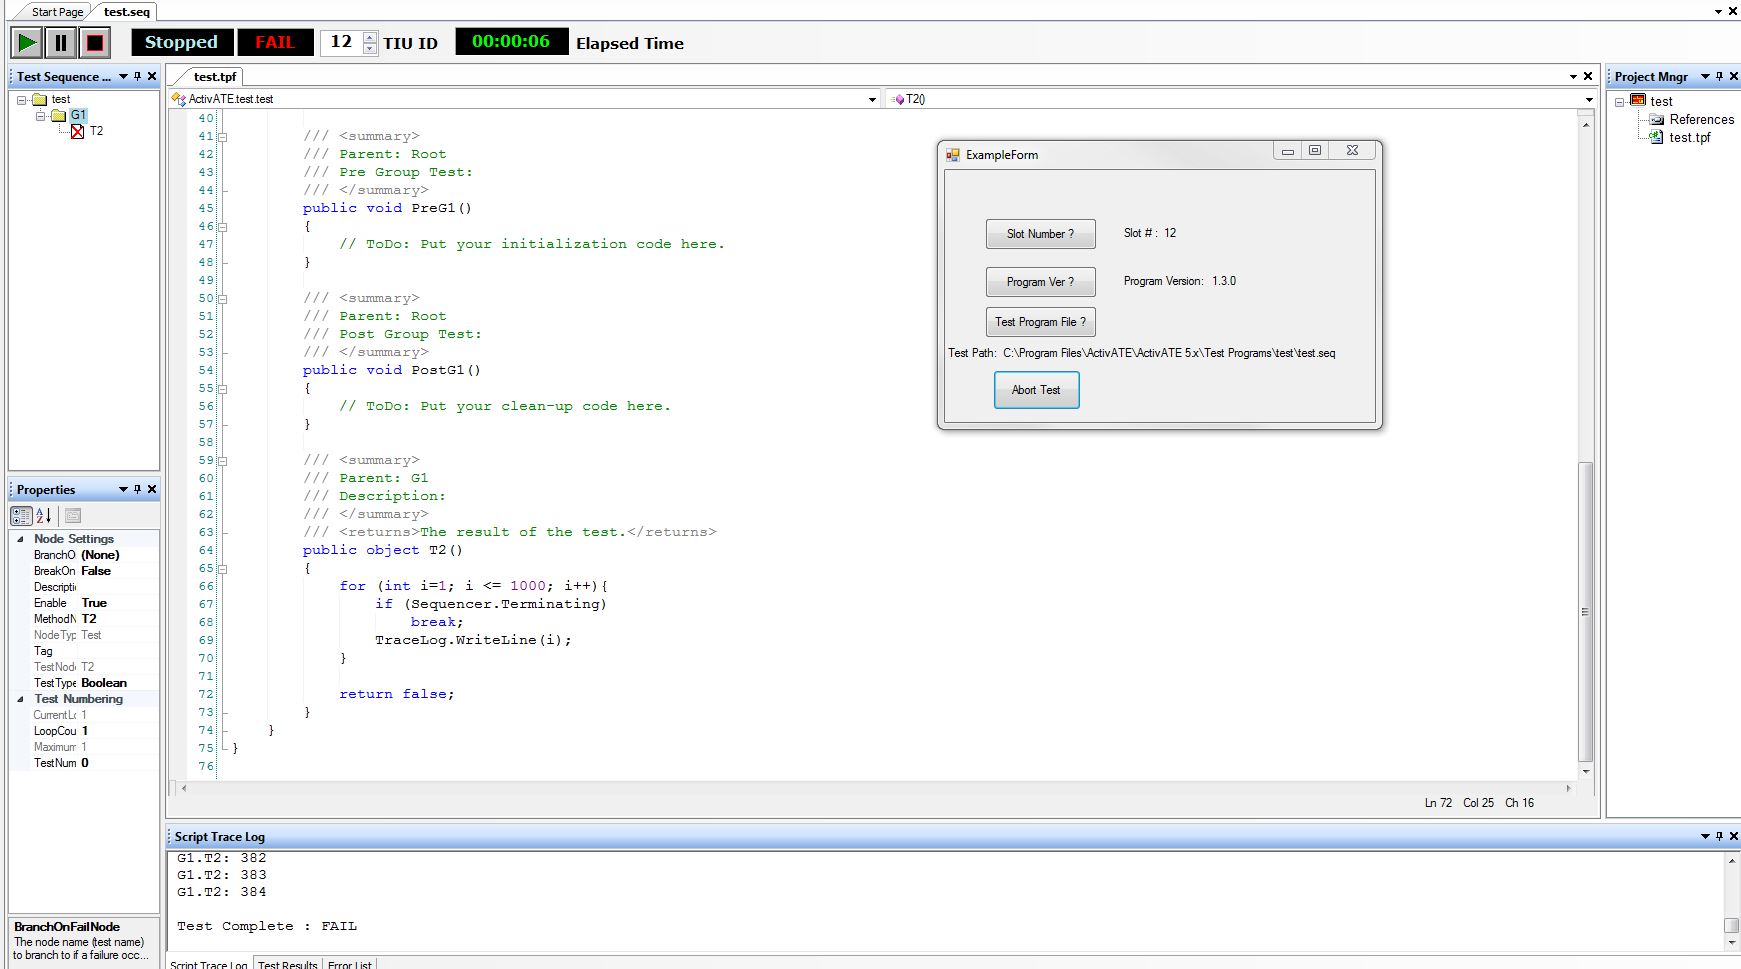 Start Page
test.seq
Stopped
FAIL
12
TIU ID
00:00:06
Elapsed Time
Test Sequence ...
test
G1
T2
test.tpf
ActivATE.test.test
T2()
40
41 /// <summary>
42 /// Parent: Root
43 /// Pre Group Test:
44 /// </summary>
45 public void PreG1()
46 {
47 // ToDo: Put your initialization code here.
48 }
49
50 /// <summary>
51 /// Parent: Root
52 /// Post Group Test:
53 /// </summary>
54 public void PostG1()
55 {
56 // ToDo: Put your clean-up code here.
57 }
58
59 /// <summary>
60 /// Parent: G1
61 /// Description:
62 /// </summary>
63 /// <returns>The result of the test.</returns>
64 public object T2()
65 {
66 for (int i=1; i <= 1000; i++){
67 if (Sequencer.Terminating)
68 break;
69 TraceLog.WriteLine(i);
70 }
71
72 return false;
73 }
74 }
75 }
76
Ln 72 Col 25 Ch 16
ExampleForm
Slot Number ?
Slot # : 12
Program Ver ?
Program Version: 1.3.0
Test Program File ?
Test Path: C:\Program Files\ActivATE\ActivATE 5.x\Test Programs\test\test.seq
Abort Test
Project Mngr
test
References
test.tpf
Properties
Node Settings
BranchO (None)
BreakOn False
Descripti
Enable True
MethodN T2
NodeTyp Test
Tag
TestNod T2
TestType Boolean
Test Numbering
CurrentLo 1
LoopCou 1
Maximum 1
TestNum 0
BranchOnFailNode
The node name (test name)
to branch to if a failure occ...
Script Trace Log
G1.T2: 382
G1.T2: 383
G1.T2: 384
Test Complete : FAIL
Script Trace Log
Test Results
Error List